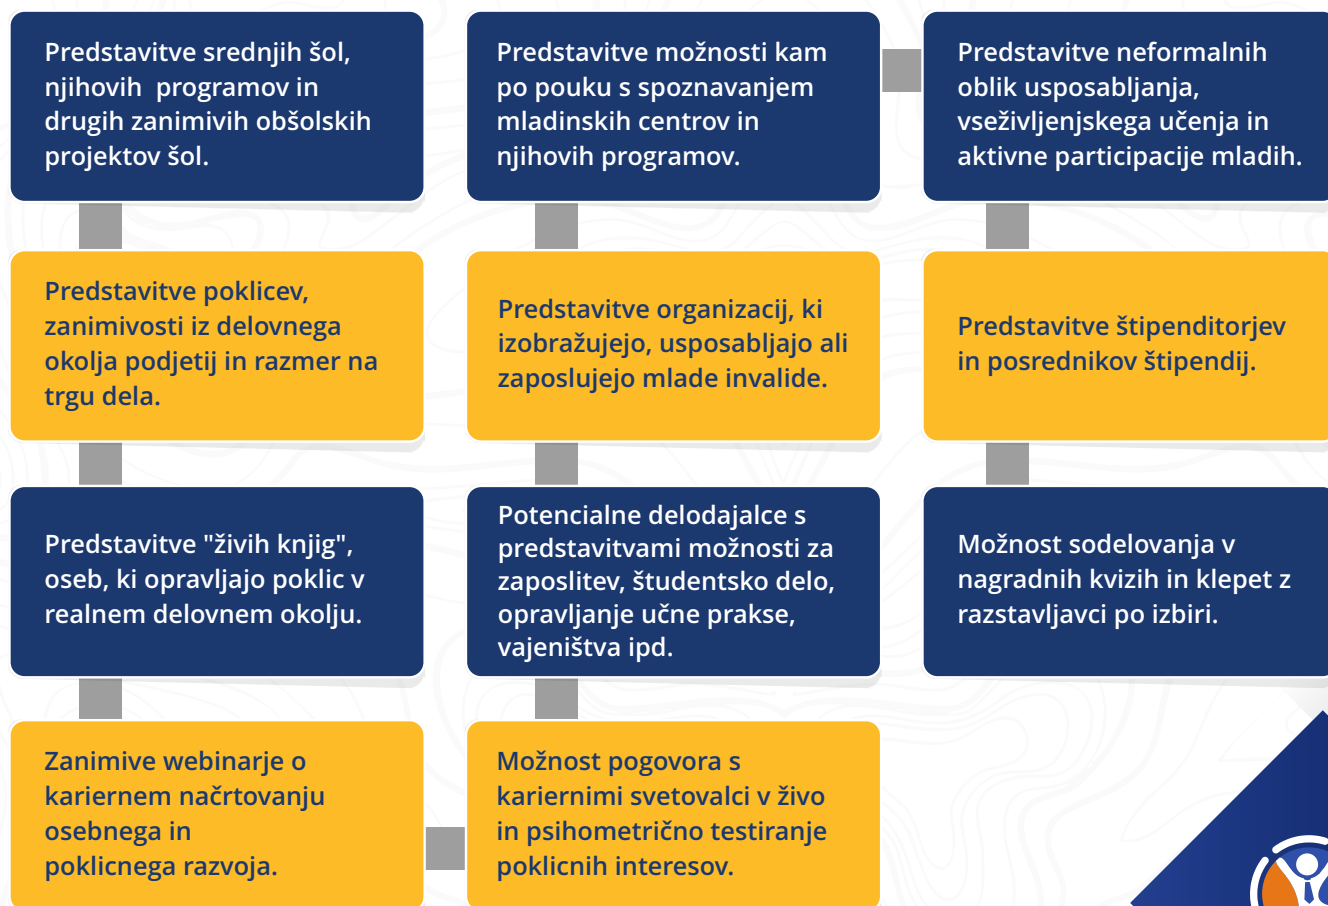 Predstavitve srednjih šol,
njihovih programov in
drugih zanimivih obšolskih
projektov šol.
Predstavitve poklicev,
zanimivosti iz delovnega
okolja podjetij in razmer na
trgu dela.
Predstavitve "živih knjig",
oseb, ki opravljajo poklic v
realnem delovnem okolju.
Zanimive webinarje o
kariernem načrtovanju
osebnega in
poklicnega razvoja.
Možnost pogovora s
kariernimi svetovalci v živo
in psihometrično testiranje
poklicnih interesov.
Potencialne delodajalce s
predstavitvami možnosti za
zaposlitev, študentsko delo,
opravljanje učne prakse,
vajeništva ipd.
Predstavitve organizacij, ki
izobražujejo, usposabljajo ali
zaposlujejo mlade invalide.
Predstavitve možnosti kam
po pouku s spoznavanjem
mladinskih centrov in
njihovih programov.
Predstavitve neformalnih
oblik usposabljanja,
vseživljenjskega učenja in
aktivne participacije mladih.
Predstavitve štipenditorjev
in posrednikov štipendij.
Možnost sodelovanja v
nagradnih kvizih in klepet z
razstavljavci po izbiri.